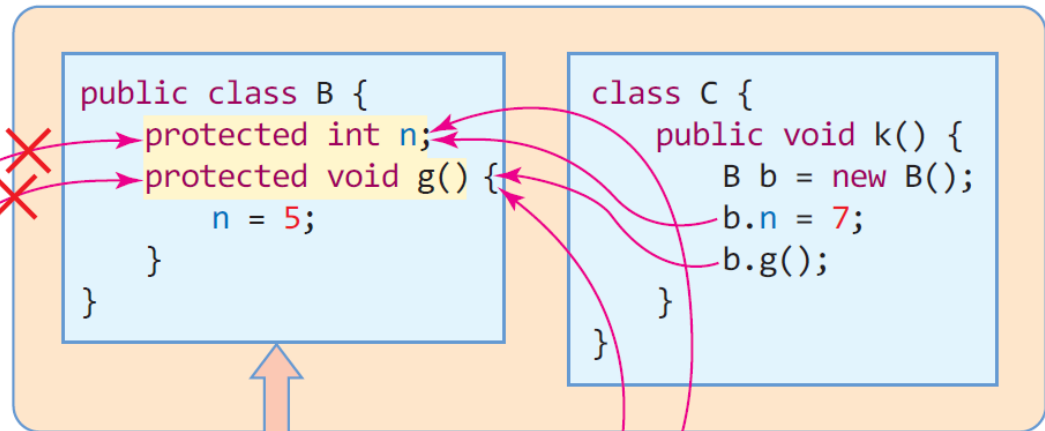 public class B {
    protected int n;
    protected void g() {
        n = 5;
    }
}
class C {
    public void k() {
        B b = new B();
        b.n = 7;
        b.g();
    }
}